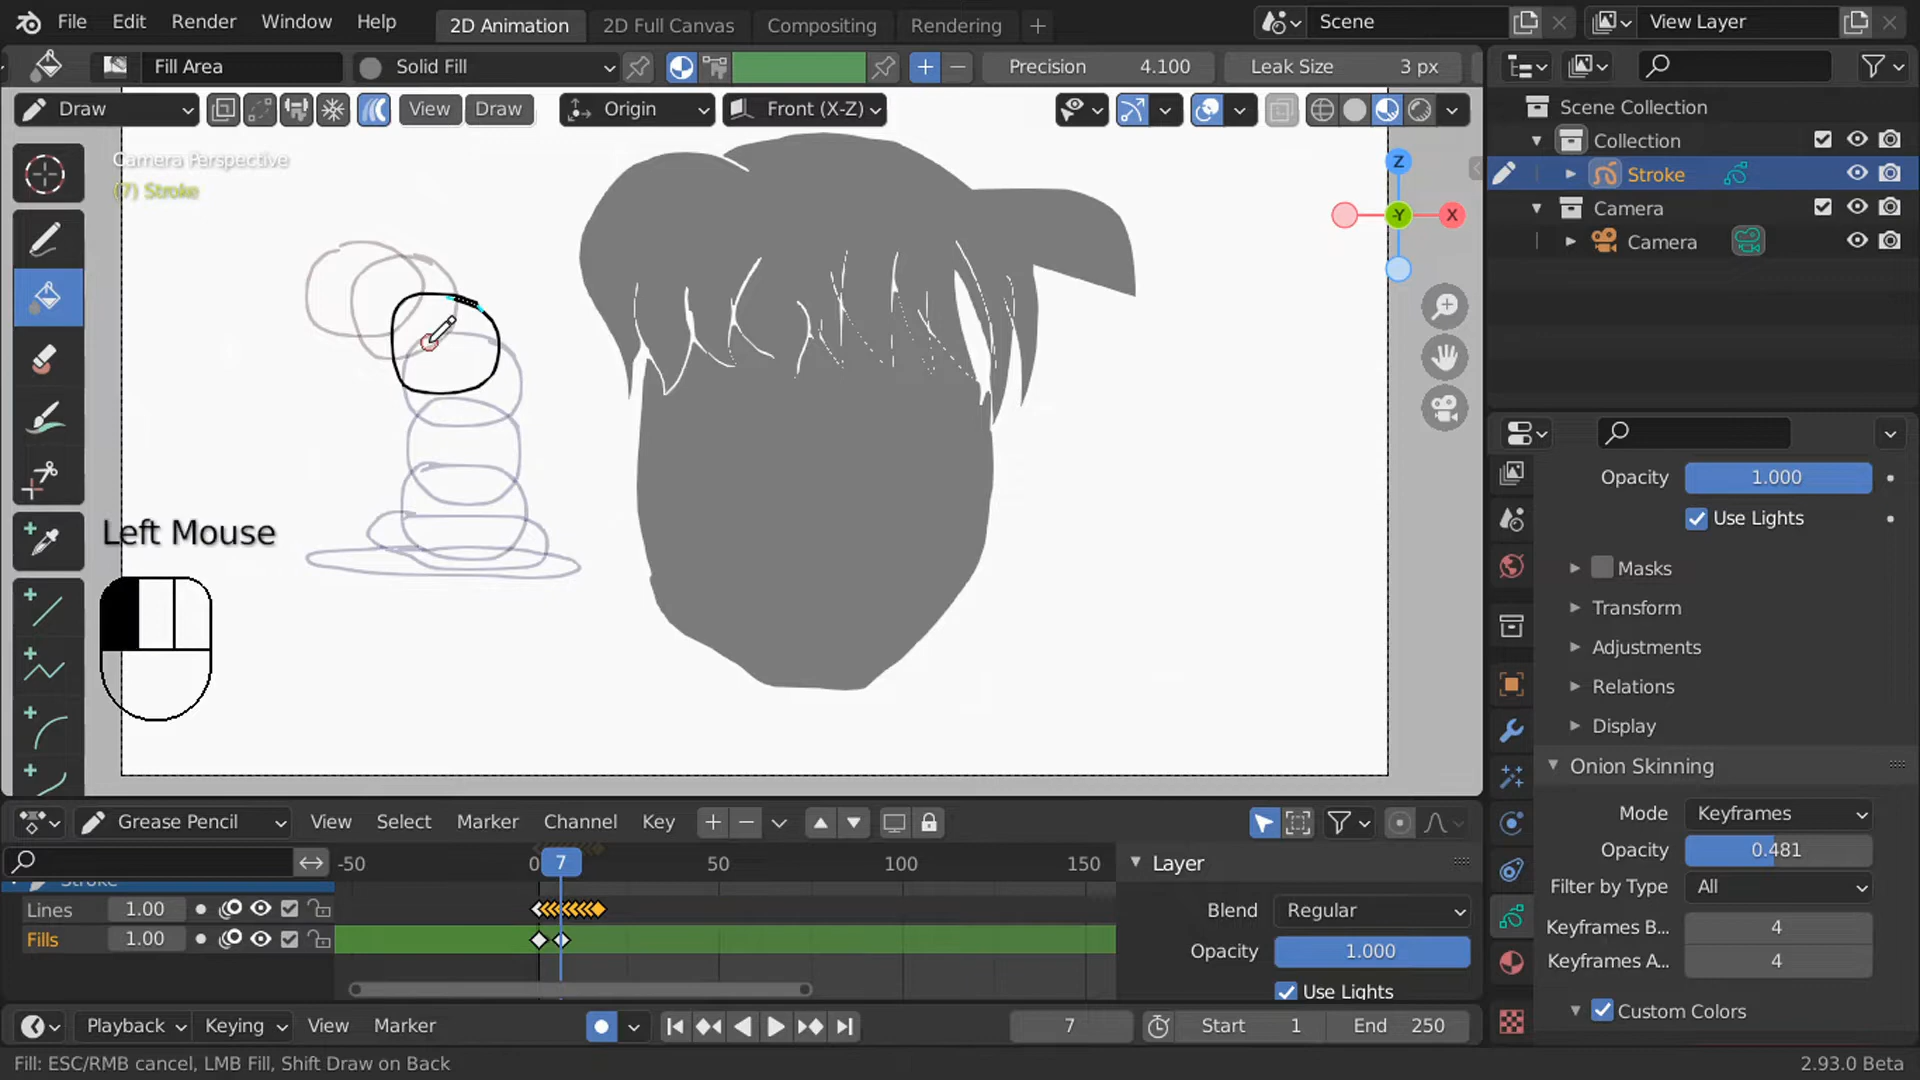 File Edit Render Window Help 2D Animation 2D Full Canvas Compositing Rendering + Scene View Layer
Fill Area Solid Fill Precision 4.100 Leak Size 3 px
Draw View Draw Origin Front (X-Z)
Camera Perspective
(7) Stroke
Z
-Y
X
Left Mouse
Scene Collection
Collection
Stroke
Camera
Camera
Opacity 1.000
Use Lights
Masks
Transform
Adjustments
Relations
Display
Onion Skinning
Mode Keyframes
Opacity 0.481
Filter by Type All
Keyframes B... 4
Keyframes A... 4
Custom Colors
Grease Pencil View Select Marker Channel Key
-50 0 7 50 100 150
Stroke
Lines 1.00
Fills 1.00
Layer
Blend Regular
Opacity 1.000
Use Lights
Playback Keying View Marker 7 Start 1 End 250
Fill: ESC/RMB cancel, LMB Fill, Shift Draw on Back 2.93.0 Beta